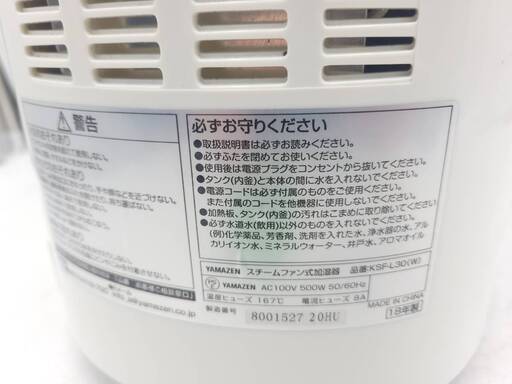 警告
必ずお守りください
●取扱説明書は必ずお読みください。
●必ずふたを閉めてお使いください。
●使用後は電源プラグをコンセントから抜いてください。
●タンク(内釜)と本体の間に水を入れないでください。
●電源コードは必ず付属のものをご使用ください。
また付属のコードを他機器に使用しないでください。
●加熱板、タンク(内釜)の汚れはこまめに取り除いてください。
●必ず水道水(飲用)以外のものを入れないでください。
(例)化学薬品、芳香剤、洗剤を入れた水、浄水器の水、アル
カリイオン水、ミネラルウォーター、井戸水、アロマオイル
YAMAZEN スチームファン式加湿器 品番:KSF-L30(W)
YAMAZEN AC100V 500W 50/60Hz
温度ヒューズ 167℃ 電流ヒューズ 8A
MADE IN CHINA
製造番号 8001527 20HU
18年製